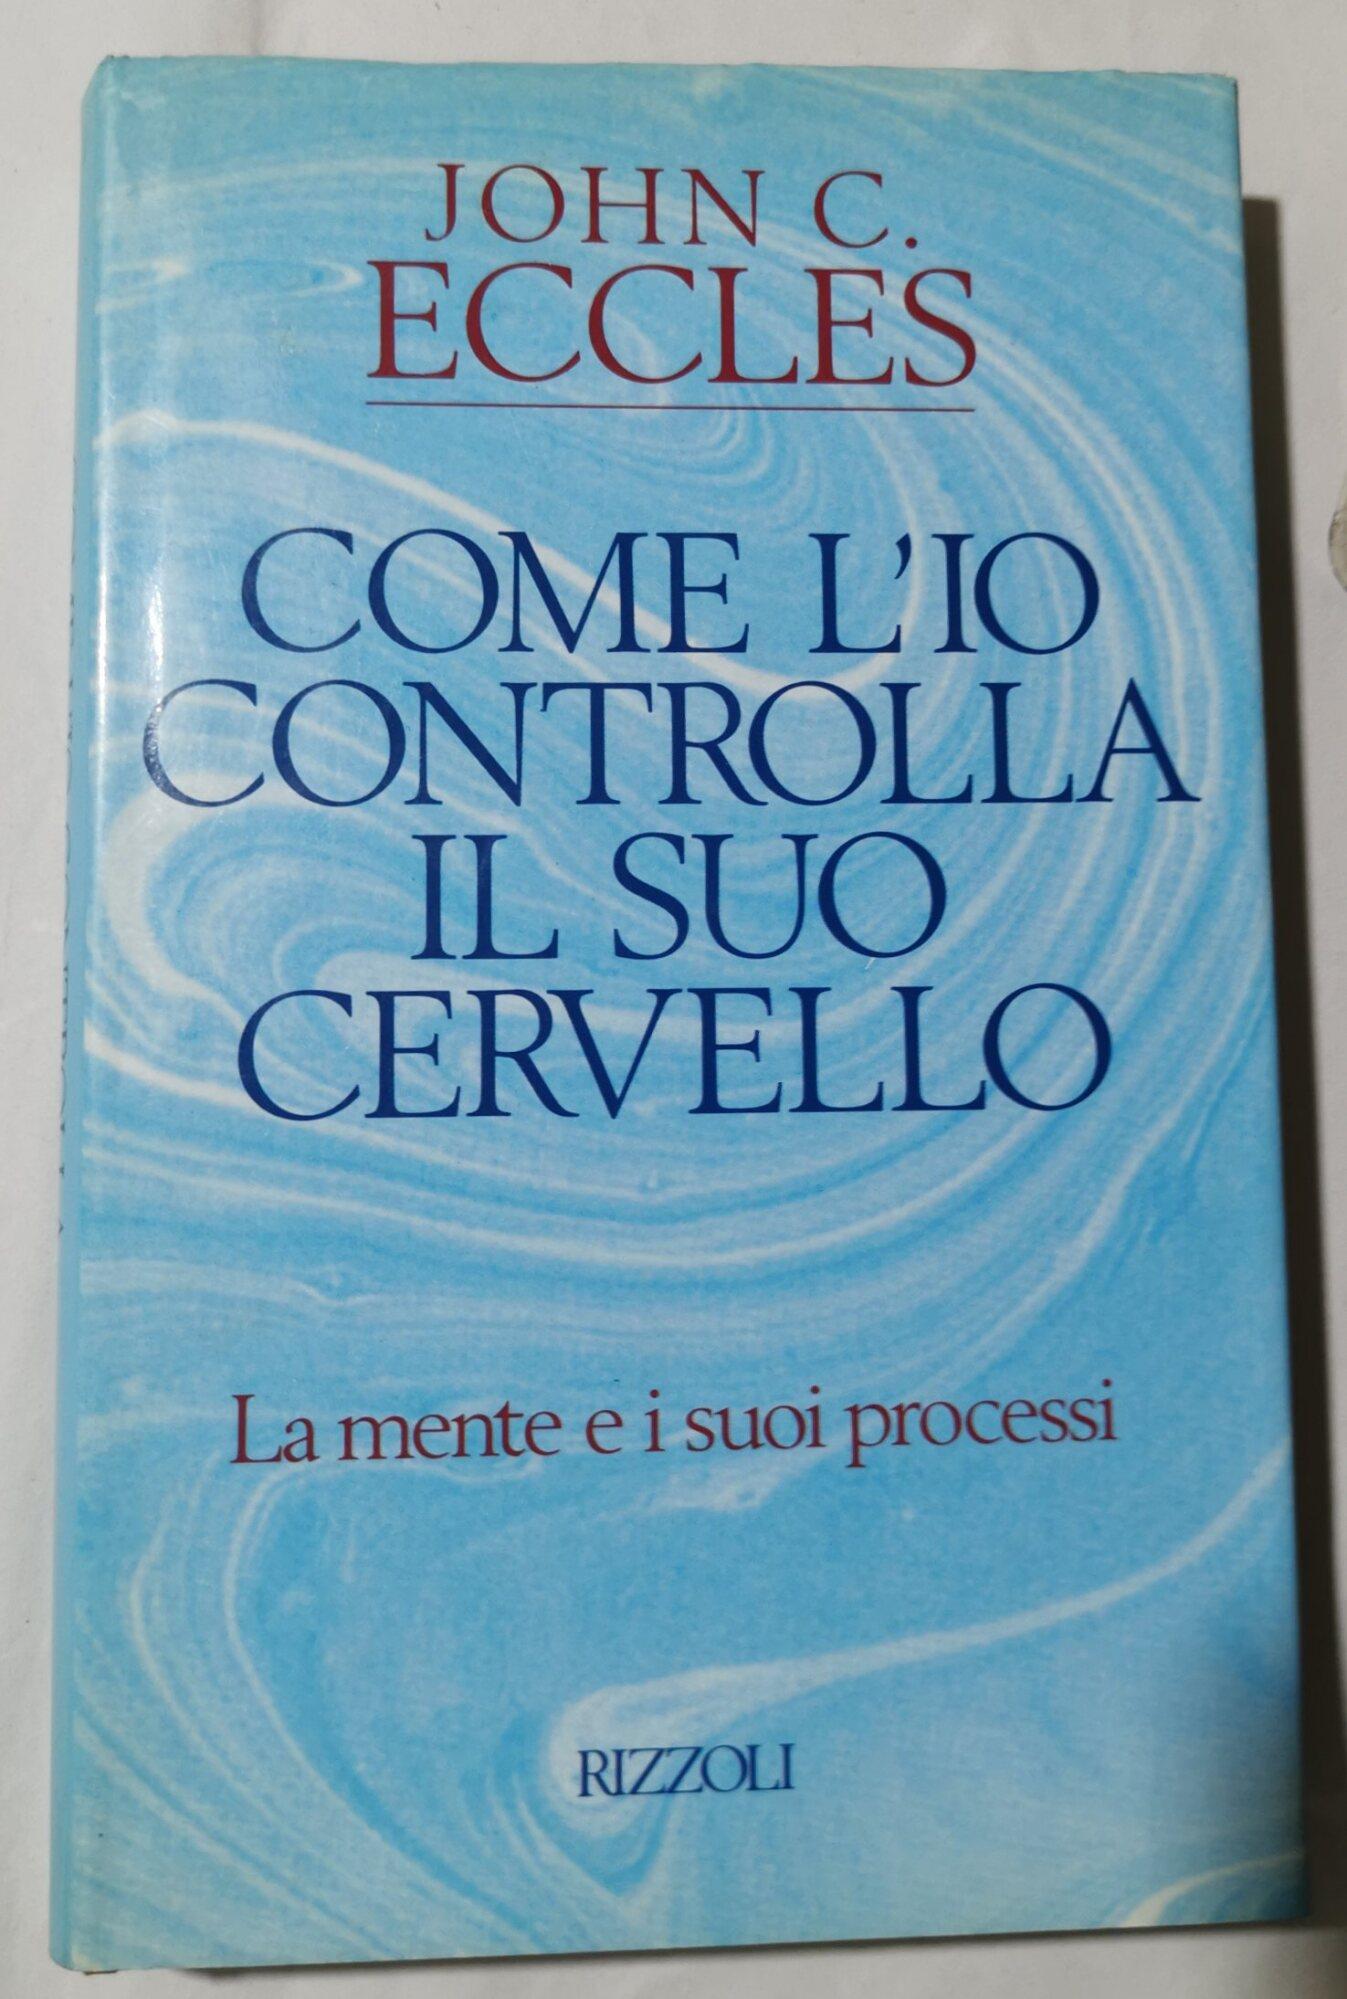 JOHN C.
ECCLES
COME L'IO
CONTROLLA
IL SUO
CERVELLO
La mente e i suoi processi
RIZZOLI